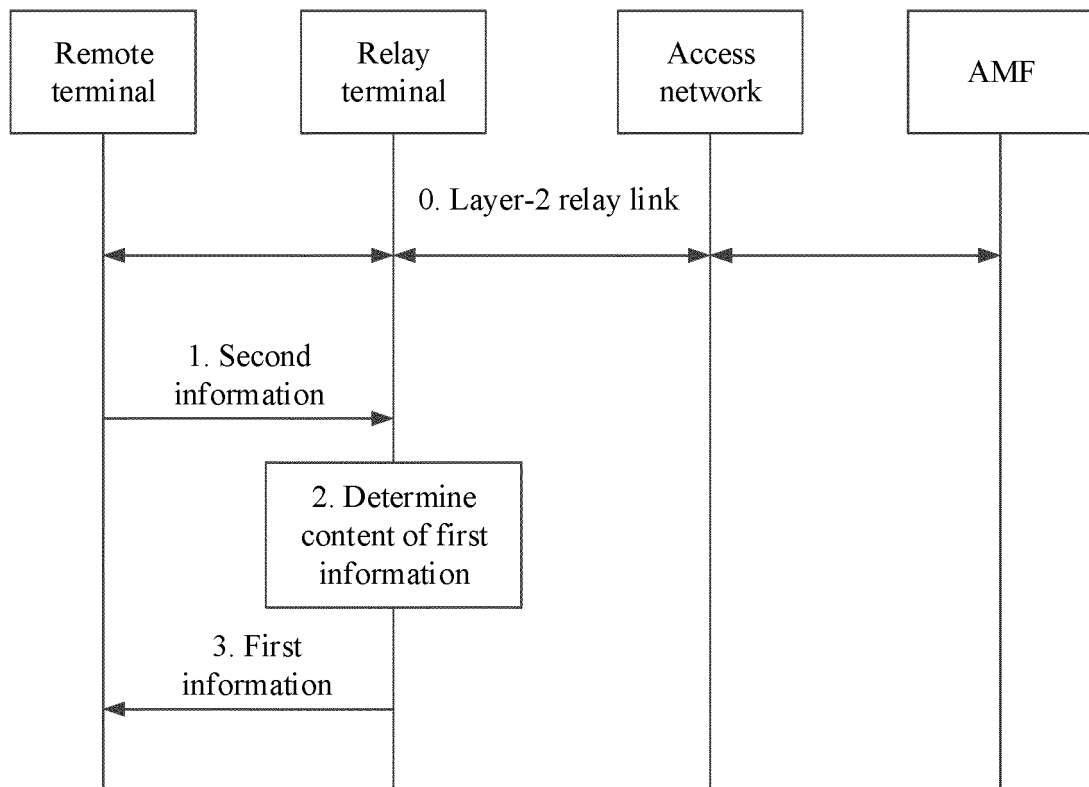 Remote
terminal
Relay
terminal
Access
network
AMF
0. Layer-2 relay link
1. Second
information
2. Determine
content of first
information
3. First
information